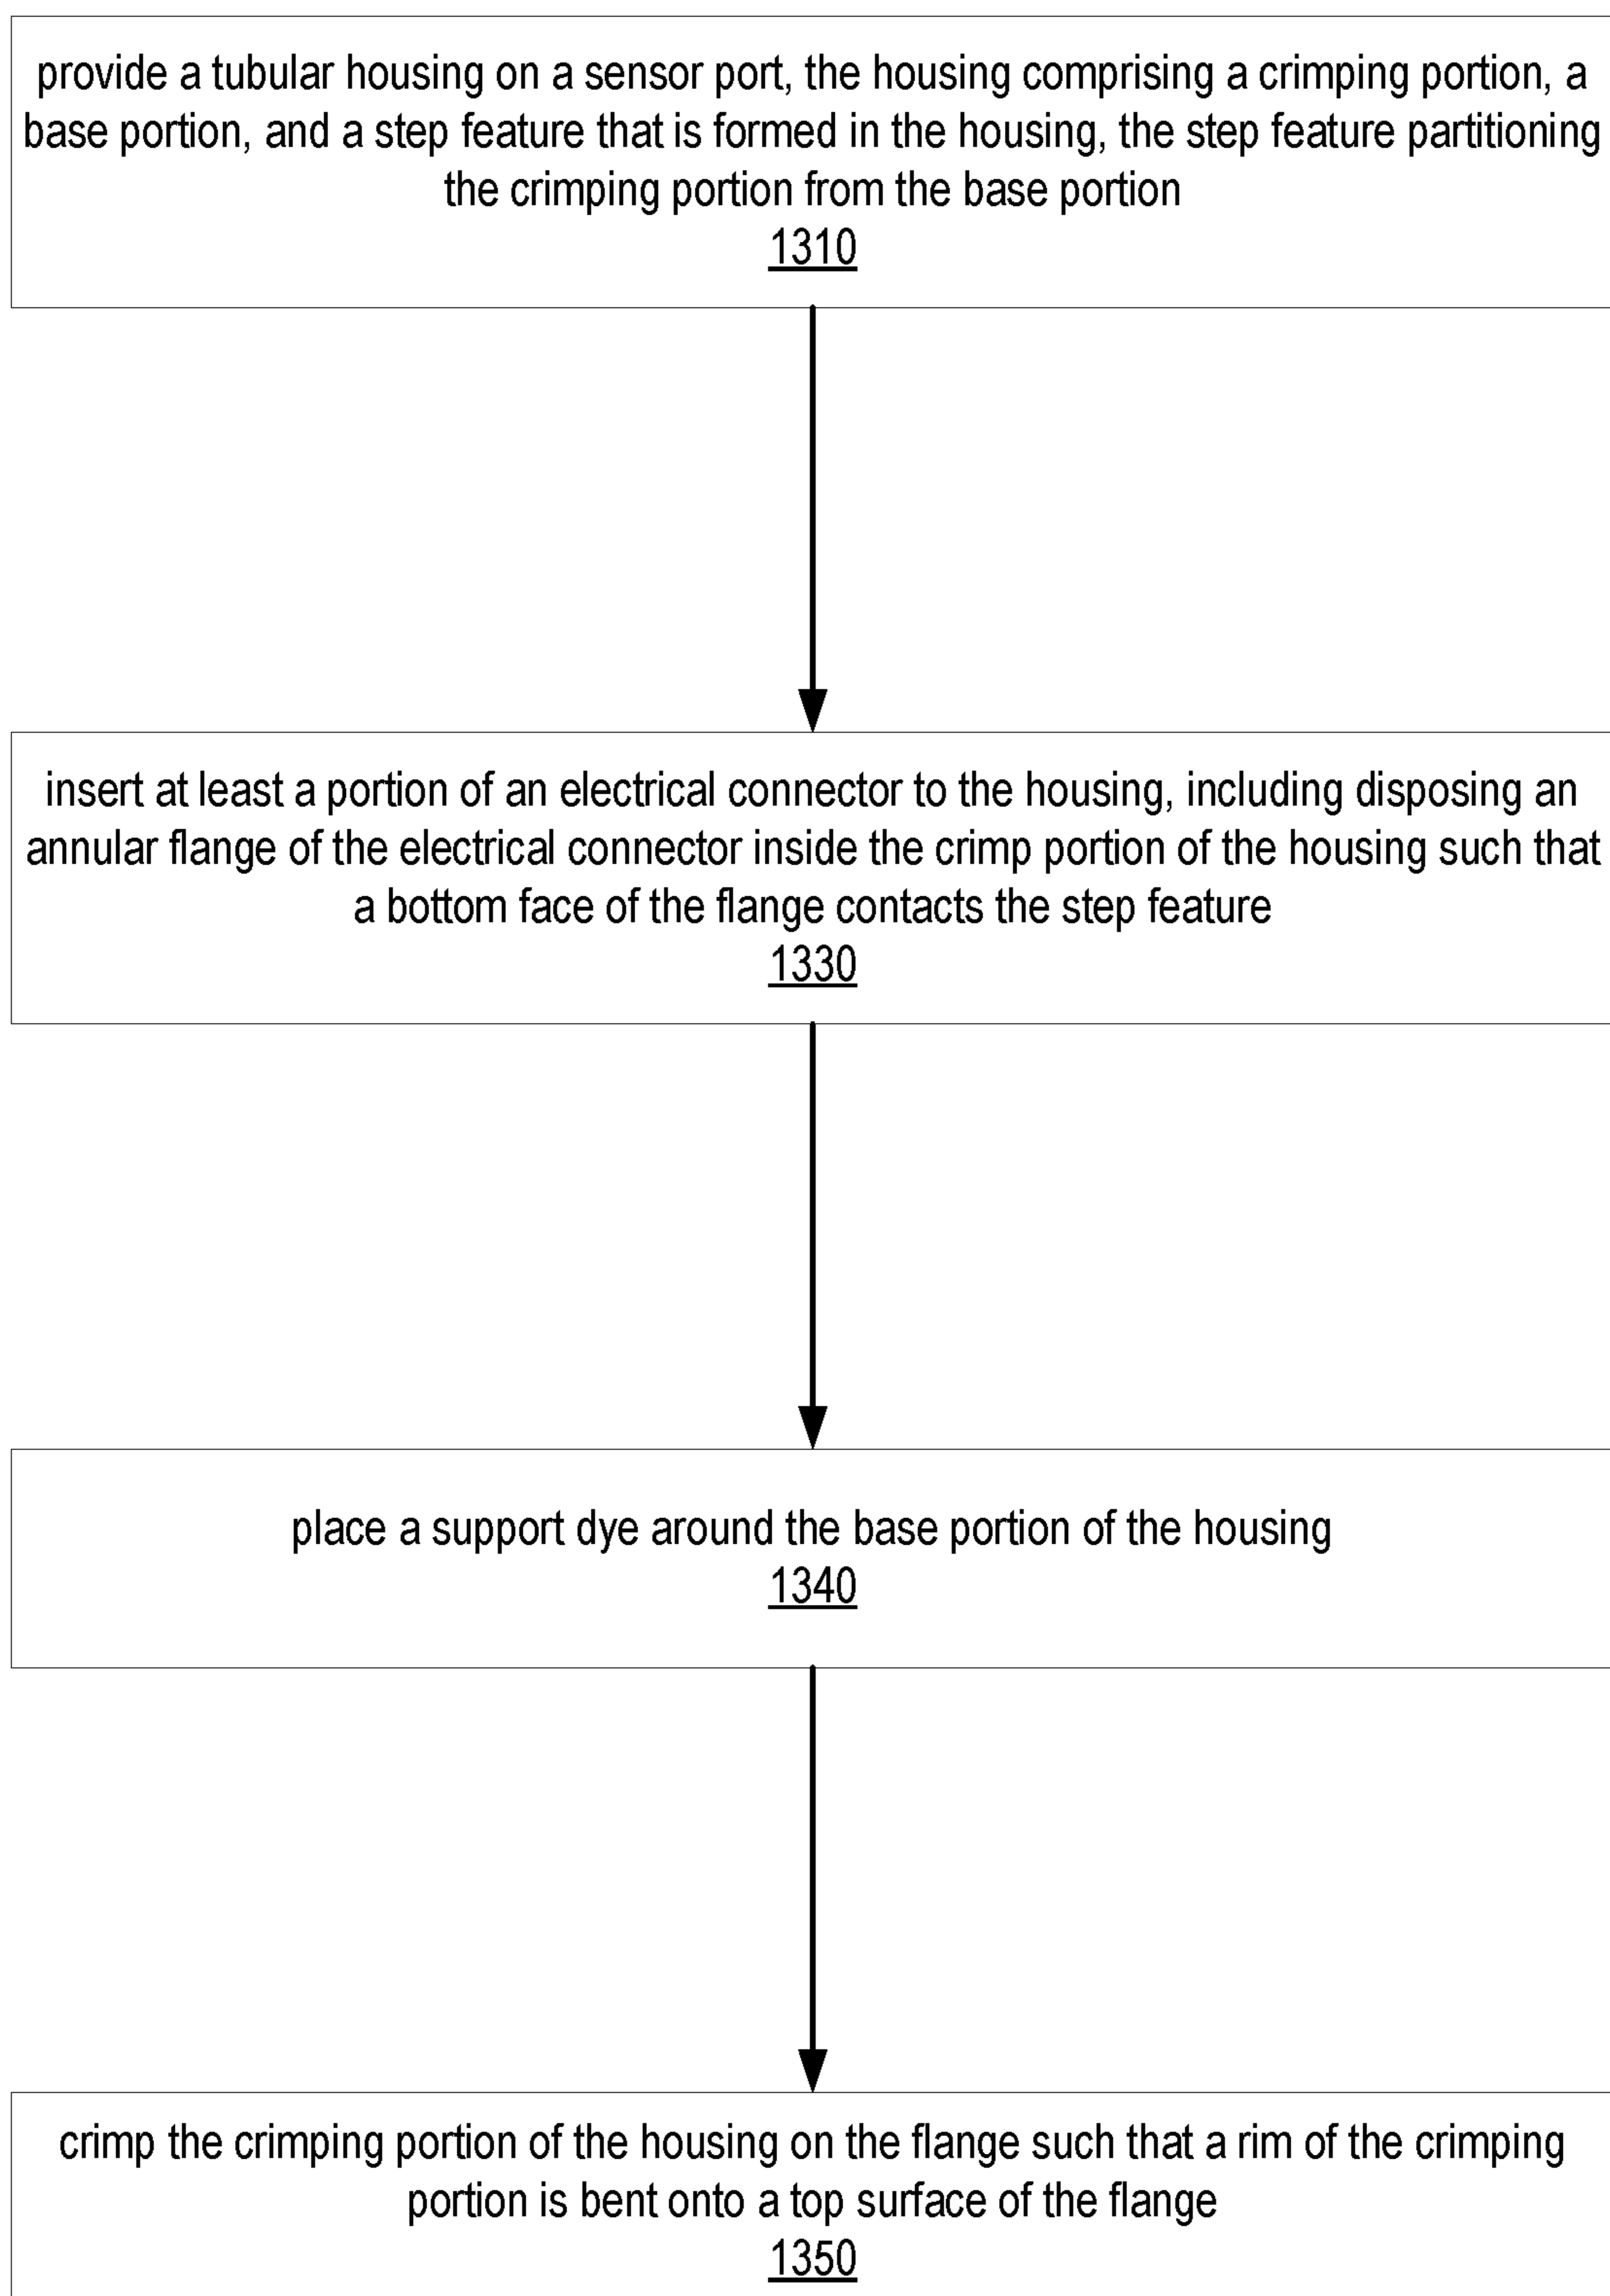 provide a tubular housing on a sensor port, the housing comprising a crimping portion, a
base portion, and a step feature that is formed in the housing, the step feature partitioning
the crimping portion from the base portion
1310
insert at least a portion of an electrical connector to the housing, including disposing an
annular flange of the electrical connector inside the crimp portion of the housing such that
a bottom face of the flange contacts the step feature
1330
place a support dye around the base portion of the housing
1340
crimp the crimping portion of the housing on the flange such that a rim of the crimping
portion is bent onto a top surface of the flange
1350